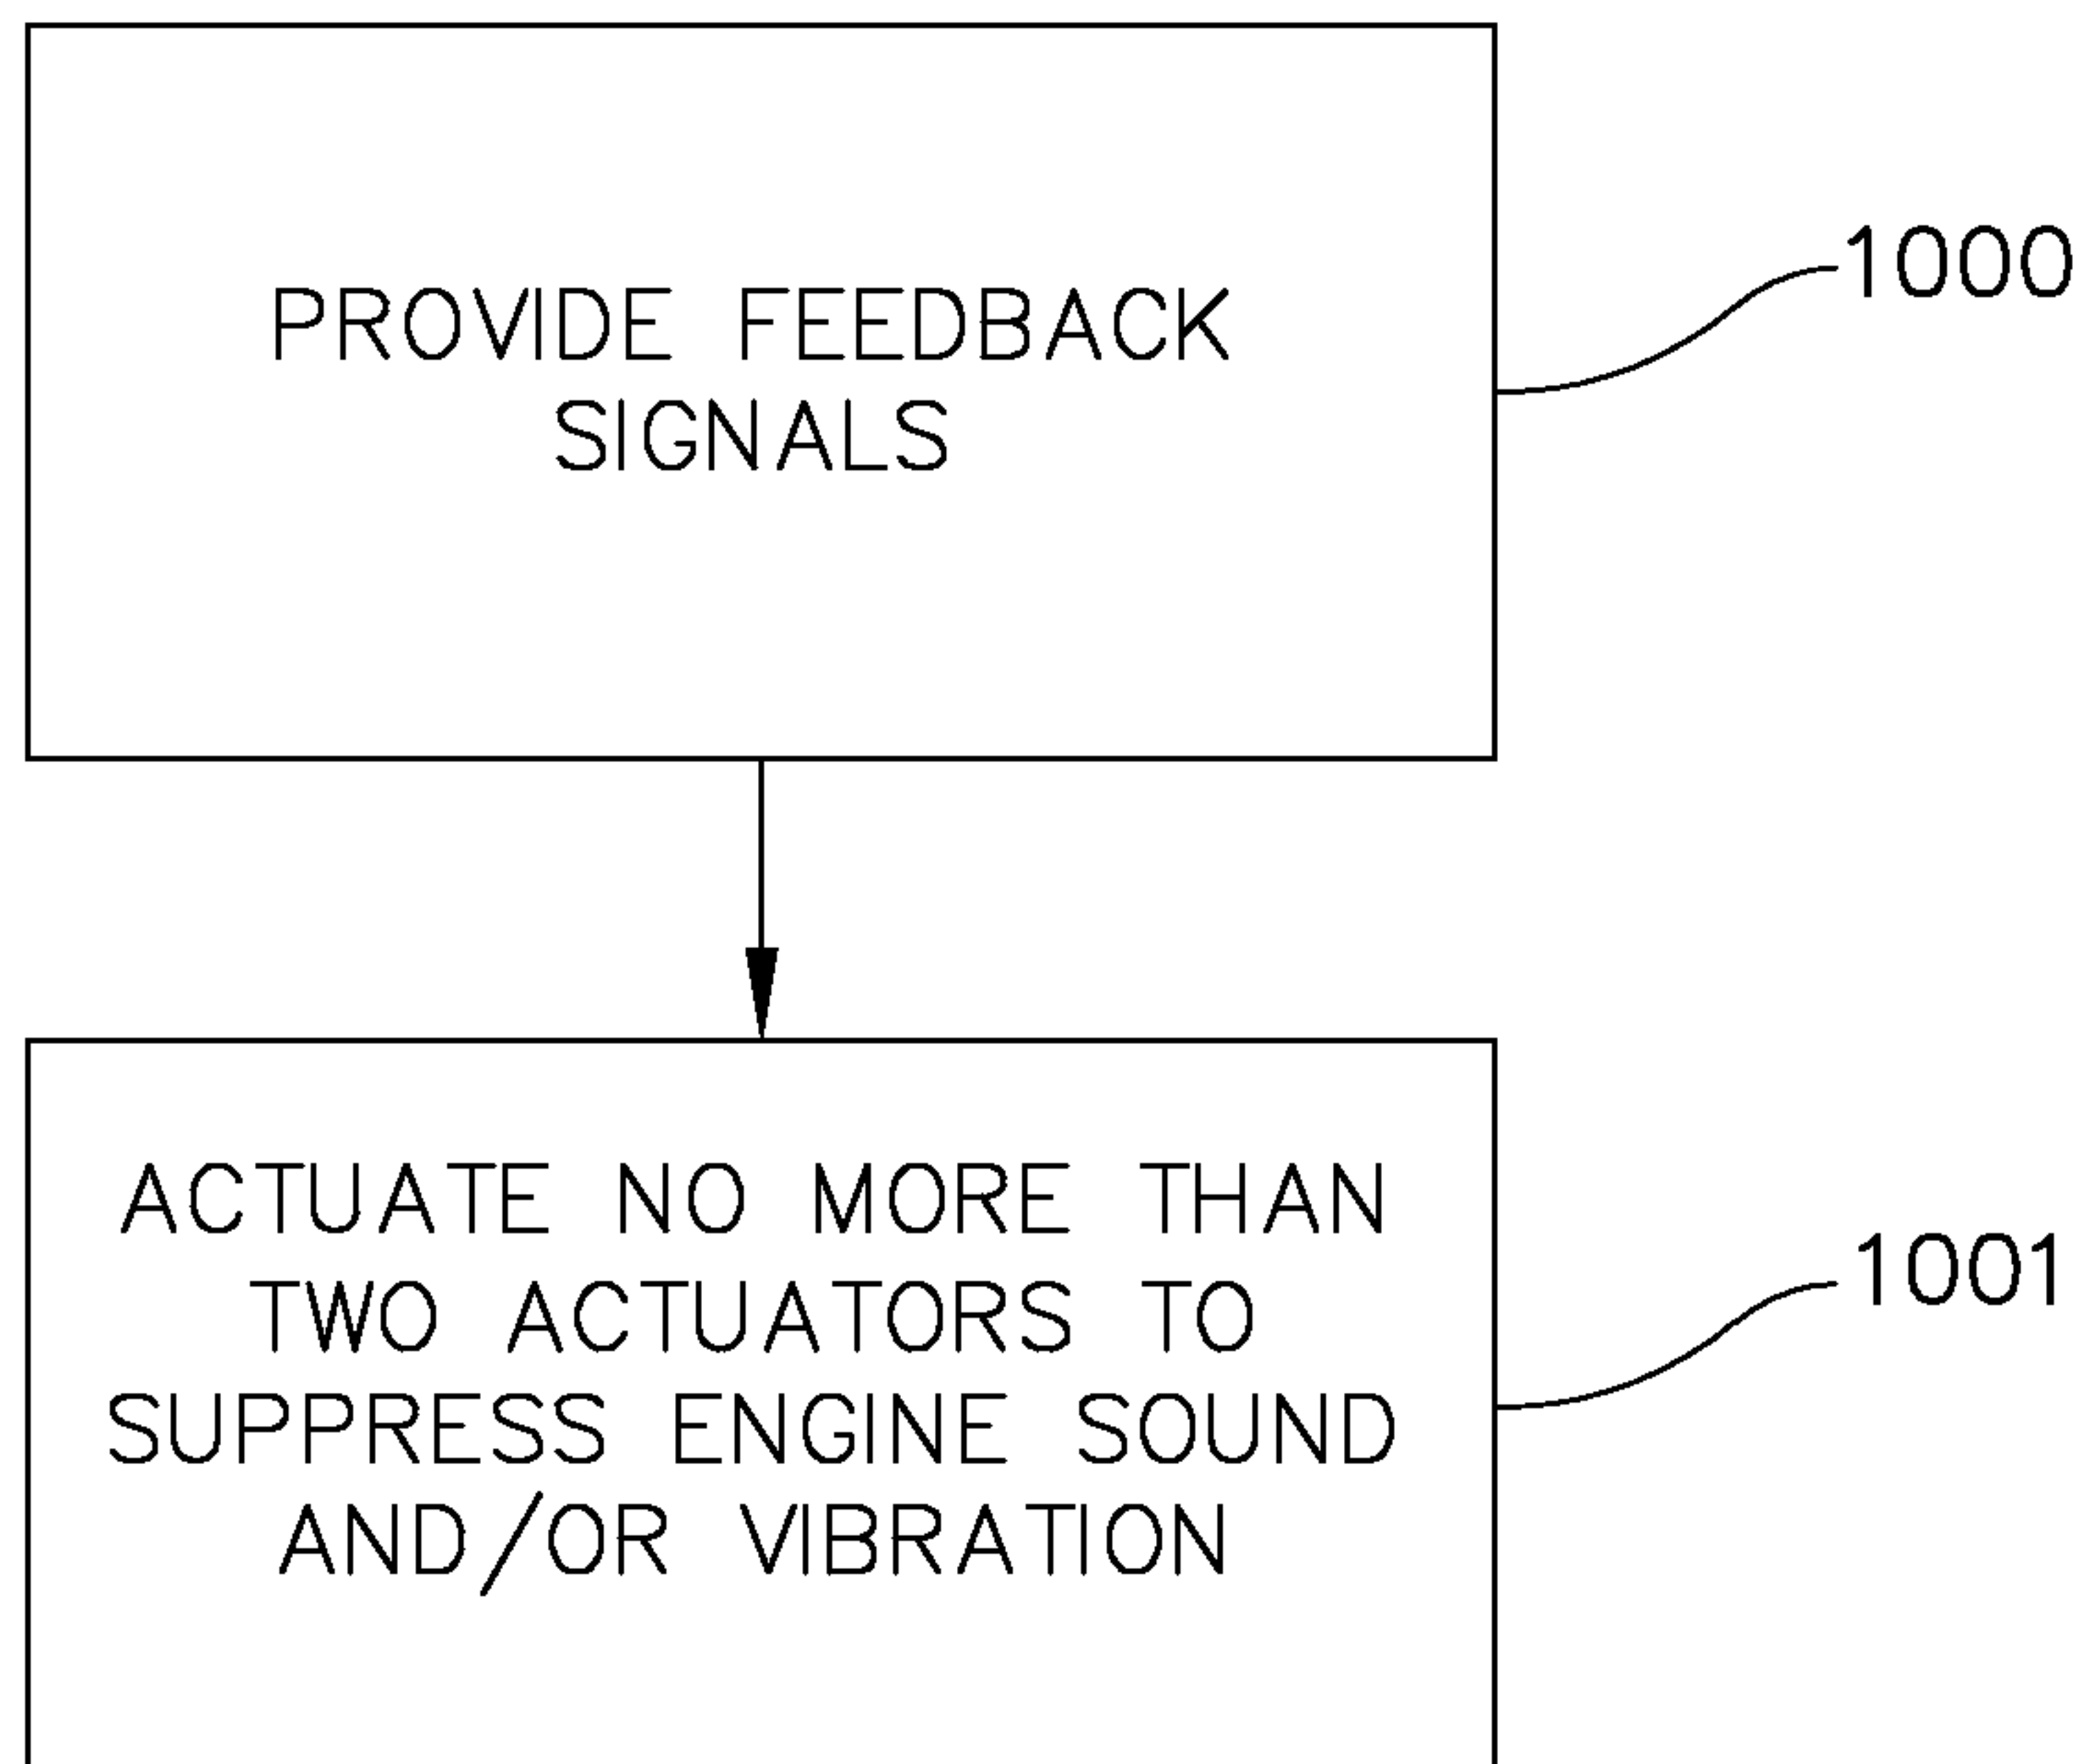 PROVIDE FEEDBACK
SIGNALS
1000
ACTUATE NO MORE THAN
TWO ACTUATORS TO
SUPPRESS ENGINE SOUND
AND/OR VIBRATION
1001